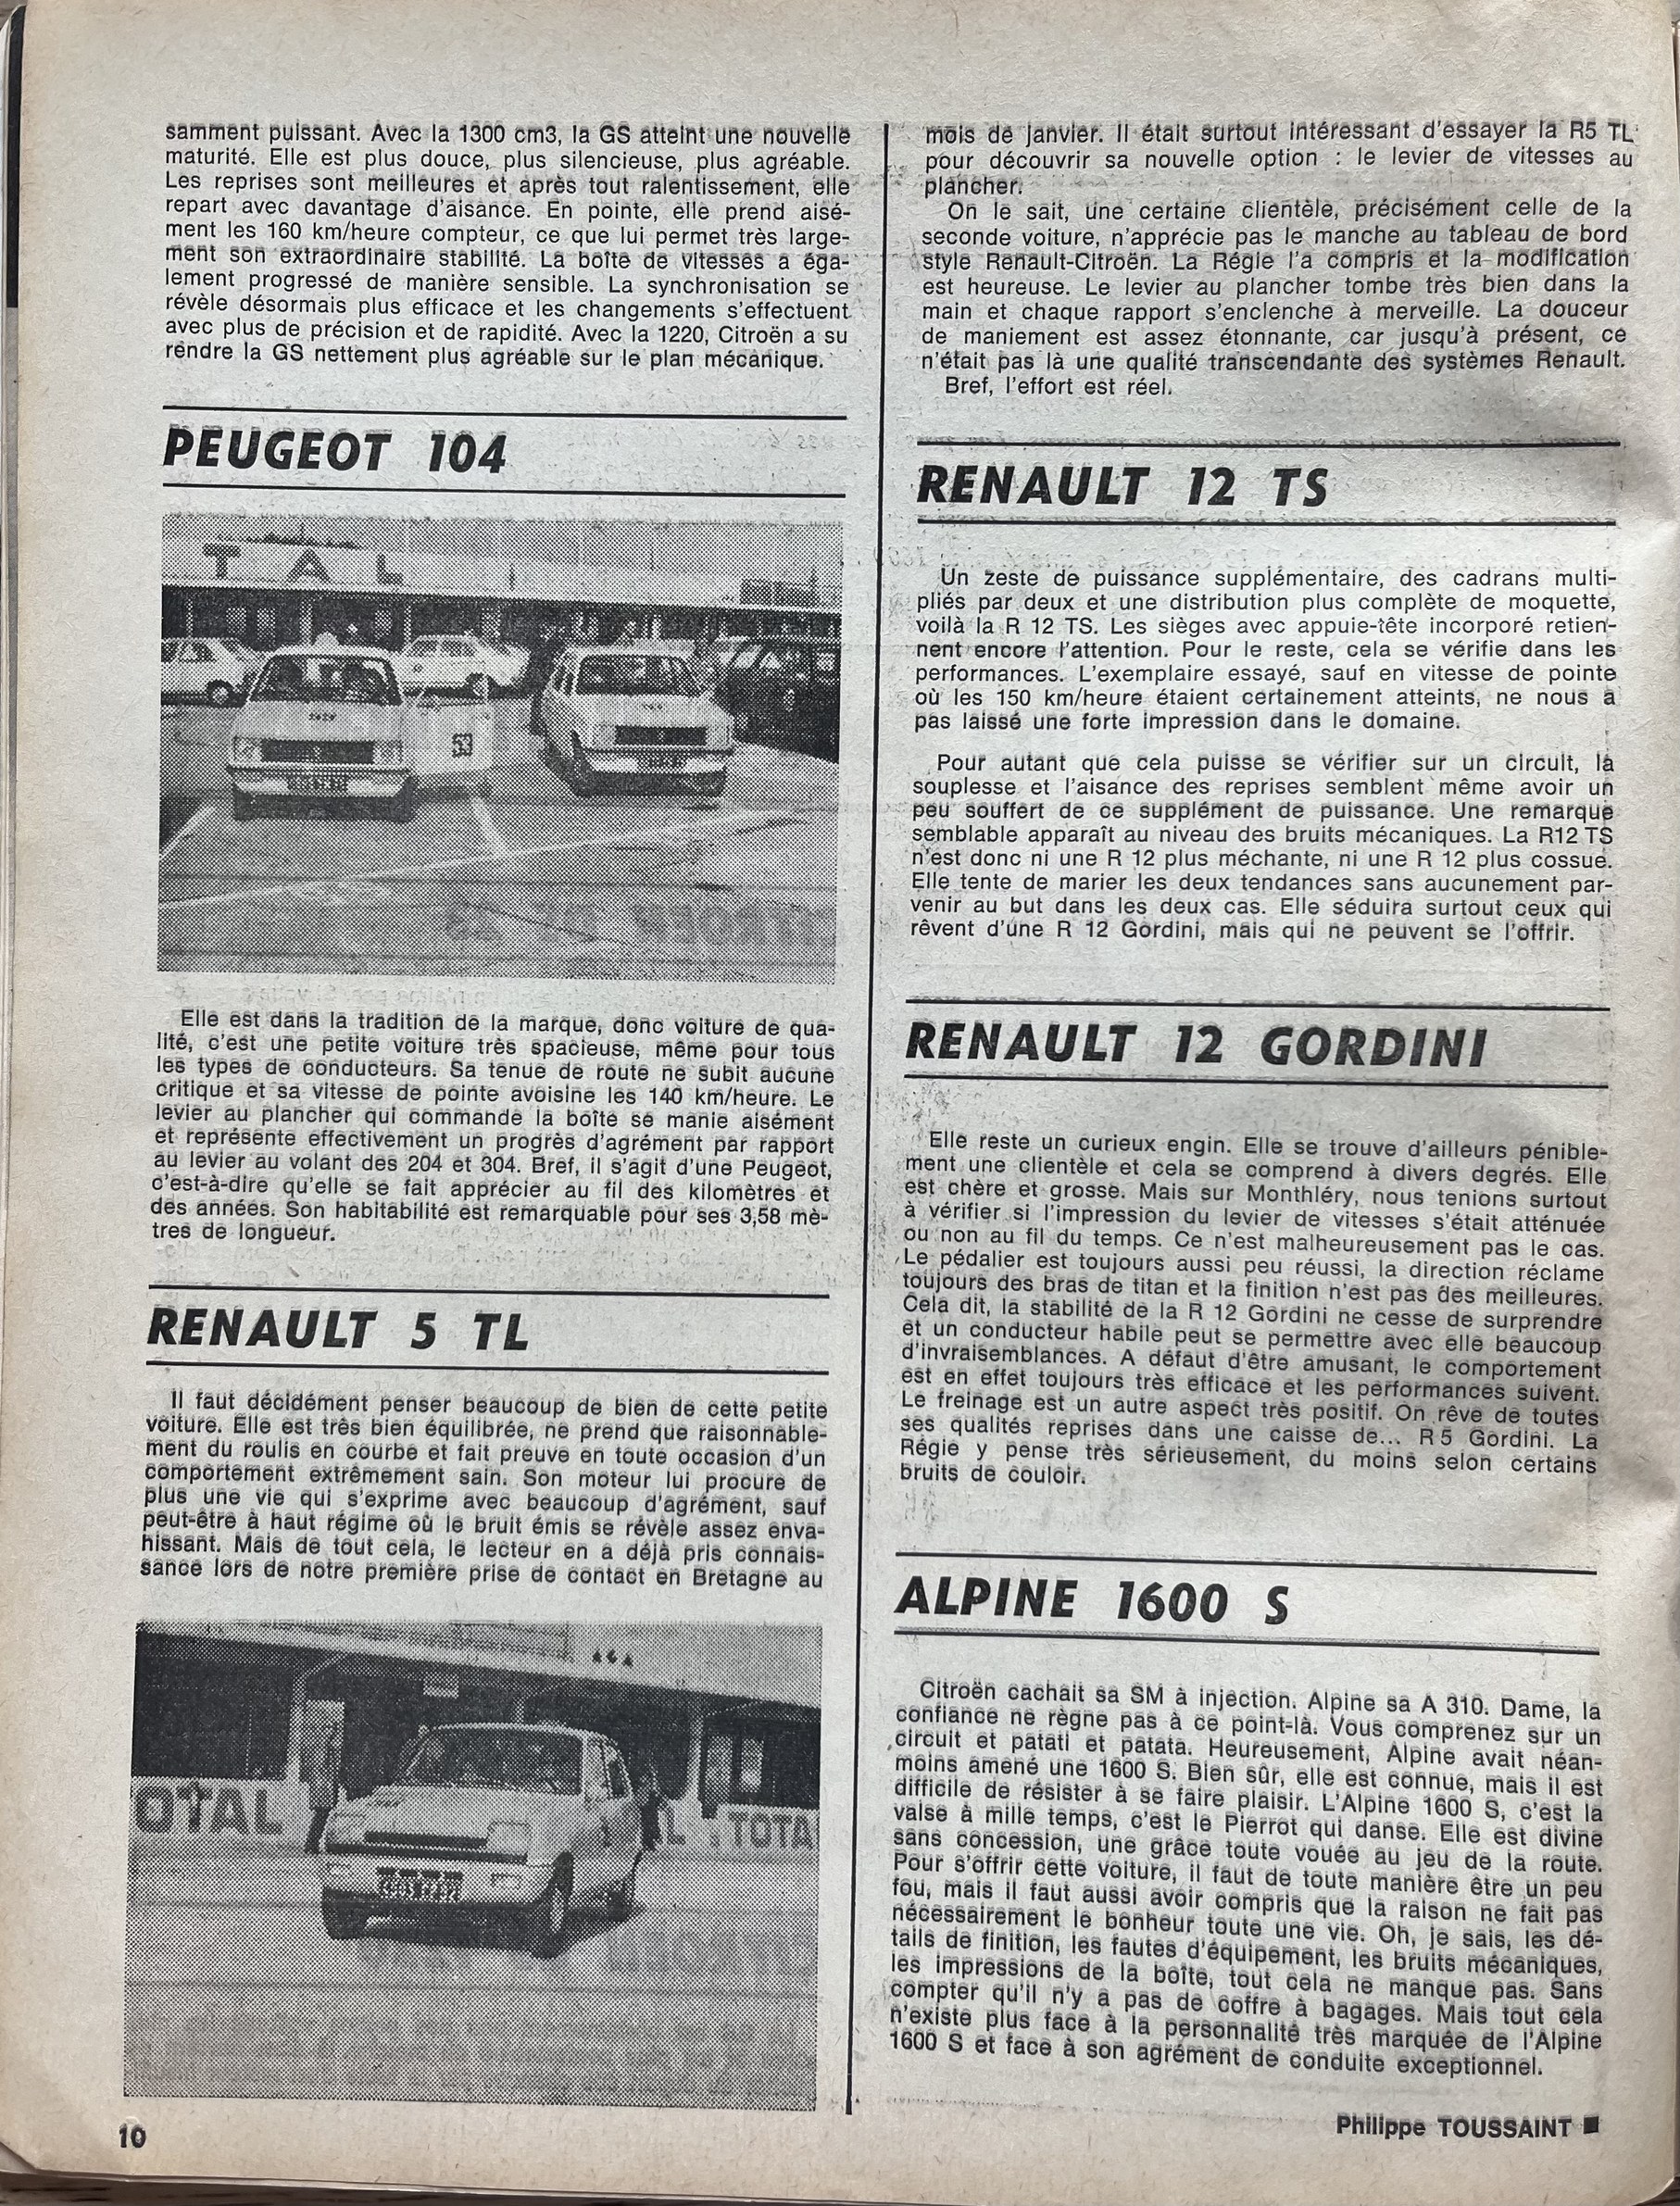 samment puissant. Avec la 1300 cm3, la GS atteint une nouvelle
maturité. Elle est plus douce, plus silencieuse, plus agréable.
Les reprises sont meilleures et après tout ralentissement, elle
repart avec davantage d'aisance. En pointe, elle prend aisé-
ment les 160 km/heure compteur, ce que lui permet très large-
ment son extraordinaire stabilité. La boîte de vitesses a éga-
lement progressé de manière sensible. La synchronisation se
révèle désormais plus efficace et les changements s'effectuent
avec plus de précision et de rapidité. Avec la 1220, Citroën a su
rendre la GS nettement plus agréable sur le plan mécanique.
PEUGEOT 104
T A L
53
Elle est dans la tradition de la marque, donc voiture de qua-
lité, c'est une petite voiture très spacieuse, même pour tous
les types de conducteurs. Sa tenue de route ne subit aucune
critique et sa vitesse de pointe avoisine les 140 km/heure. Le
levier au plancher qui commande la boîte se manie aisément
et représente effectivement un progrès d'agrément par rapport
au levier au volant des 204 et 304. Bref, il s'agit d'une Peugeot,
c'est-à-dire qu'elle se fait apprécier au fil des kilomètres et
des années. Son habitabilité est remarquable pour ses 3,58 mè-
tres de longueur.
RENAULT 5 TL
Il faut décidément penser beaucoup de bien de cette petite
voiture. Elle est très bien équilibrée, ne prend que raisonnable-
ment du roulis en courbe et fait preuve en toute occasion d'un
comportement extrêmement sain. Son moteur lui procure de
plus une vie qui s'exprime avec beaucoup d'agrément, sauf
peut-être à haut régime où le bruit émis se révèle assez enva-
hissant. Mais de tout cela, le lecteur en a déjà pris connais-
sance lors de notre première prise de contact en Bretagne au
OTAL
L
TOTA
10
mois de janvier. Il était surtout intéressant d'essayer la R5 TL
pour découvrir sa nouvelle option : le levier de vitesses au
plancher.
On le sait, une certaine clientèle, précisément celle de la
seconde voiture, n'apprécie pas le manche au tableau de bord
style Renault-Citroën. La Régie l'a compris et la modification
est heureuse. Le levier au plancher tombe très bien dans la
main et chaque rapport s'enclenche à merveille. La douceur
de maniement est assez étonnante, car jusqu'à présent, ce
n'était pas là une qualité transcendante des systèmes Renault.
Bref, l'effort est réel.
RENAULT 12 TS
Un zeste de puissance supplémentaire, des cadrans multi-
pliés par deux et une distribution plus complète de moquette,
voilà la R 12 TS. Les sièges avec appuie-tête incorporé retien-
nent encore l'attention. Pour le reste, cela se vérifie dans les
performances. L'exemplaire essayé, sauf en vitesse de pointe
où les 150 km/heure étaient certainement atteints, ne nous a
pas laissé une forte impression dans le domaine.
Pour autant que cela puisse se vérifier sur un circuit, la
souplesse et l'aisance des reprises semblent même avoir un
peu souffert de ce supplément de puissance. Une remarque
semblable apparaît au niveau des bruits mécaniques. La R12 TS
n'est donc ni une R 12 plus méchante, ni une R 12 plus cossue.
Elle tente de marier les deux tendances sans aucunement par-
venir au but dans les deux cas. Elle séduira surtout ceux qui
rêvent d'une R 12 Gordini, mais qui ne peuvent se l'offrir.
RENAULT 12 GORDINI
Elle reste un curieux engin. Elle se trouve d'ailleurs pénible-
ment une clientèle et cela se comprend à divers degrés. Elle
est chère et grosse. Mais sur Monthléry, nous tenions surtout
à vérifier si l'impression du levier de vitesses s'était atténuée
ou non au fil du temps. Ce n'est malheureusement pas le cas.
Le pédalier est toujours aussi peu réussi, la direction réclame
toujours des bras de titan et la finition n'est pas des meilleures.
Cela dit, la stabilité de la R 12 Gordini ne cesse de surprendre
et un conducteur habile peut se permettre avec elle beaucoup
d'invraisemblances. A défaut d'être amusant, le comportement
est en effet toujours très efficace et les performances suivent.
Le freinage est un autre aspect très positif. On rêve de toutes
ses qualités reprises dans une caisse de... R 5 Gordini. La
Régie y pense très sérieusement, du moins selon certains
bruits de couloir.
ALPINE 1600 S
Citroën cachait sa SM à injection. Alpine sa A 310. Dame, la
confiance ne règne pas à ce point-là. Vous comprenez sur un
circuit et patati et patata. Heureusement, Alpine avait néan-
moins amené une 1600 S. Bien sûr, elle est connue, mais il est
difficile de résister à se faire plaisir. L'Alpine 1600 S, c'est la
valse à mille temps, c'est le Pierrot qui danse. Elle est divine
sans concession, une grâce toute vouée au jeu de la route.
Pour s'offrir cette voiture, il faut de toute manière être un peu
fou, mais il faut aussi avoir compris que la raison ne fait pas
nécessairement le bonheur toute une vie. Oh, je sais, les dé-
tails de finition, les fautes d'équipement, les bruits mécaniques,
les impressions de la boîte, tout cela ne manque pas. Sans
compter qu'il n'y a pas de coffre à bagages. Mais tout cela
n'existe plus face à la personnalité très marquée de l'Alpine
1600 S et face à son agrément de conduite exceptionnel.
Philippe TOUSSAINT ■